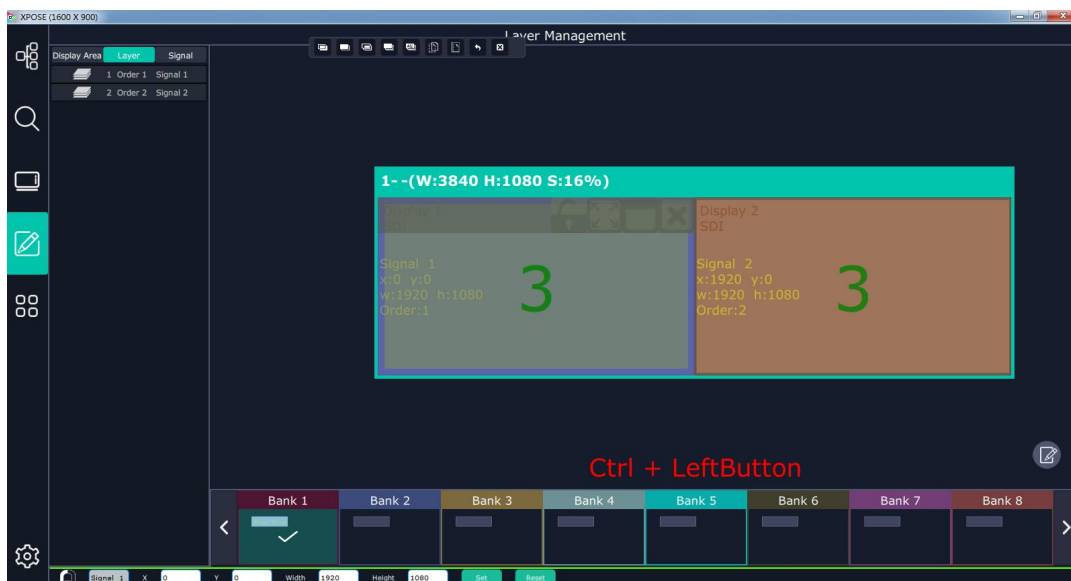 XPOSE (1600 X 900)
Layer Management
Display Area Layer Signal
1 Order 1 Signal 1
2 Order 2 Signal 2
1- -(W:3840 H:1080 S:16%)
Display 1
SDI
Signal 1
x:0 y:0
w:1920 h:1080
Order:1
3
Display 2
SDI
Signal 2
x:1920 y:0
w:1920 h:1080
Order:2
3
Ctrl + LeftButton
Bank 1 Bank 2 Bank 3 Bank 4 Bank 5 Bank 6 Bank 7 Bank 8
Signal 1 X 0 Y 0 Width 1920 Height 1080 Set Reset